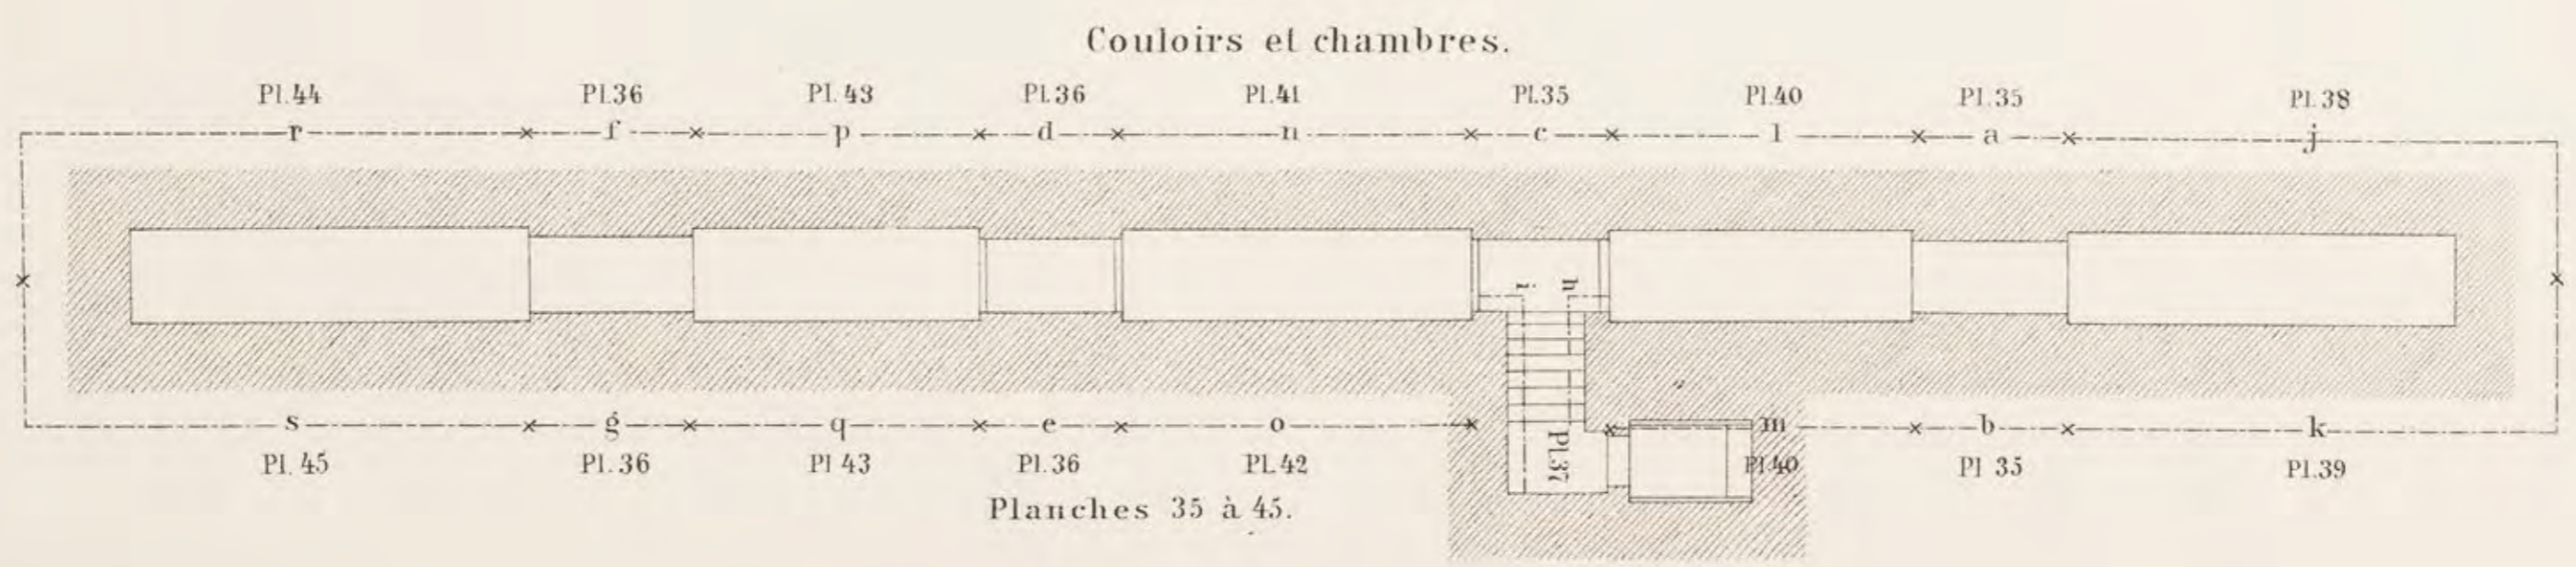 Couloirs et chambres.
Pl.44 Pl.36 Pl.43 Pl.36 Pl.41 Pl.35 Pl.40 Pl.35 Pl.38
r f p d n c l a j
i h
s g q e o m b k
Pl.37
Pl.45 Pl.36 Pl 43 Pl.36 Pl.42 Pl.40 Pl 35 Pl.39
Planches 35 à 45.